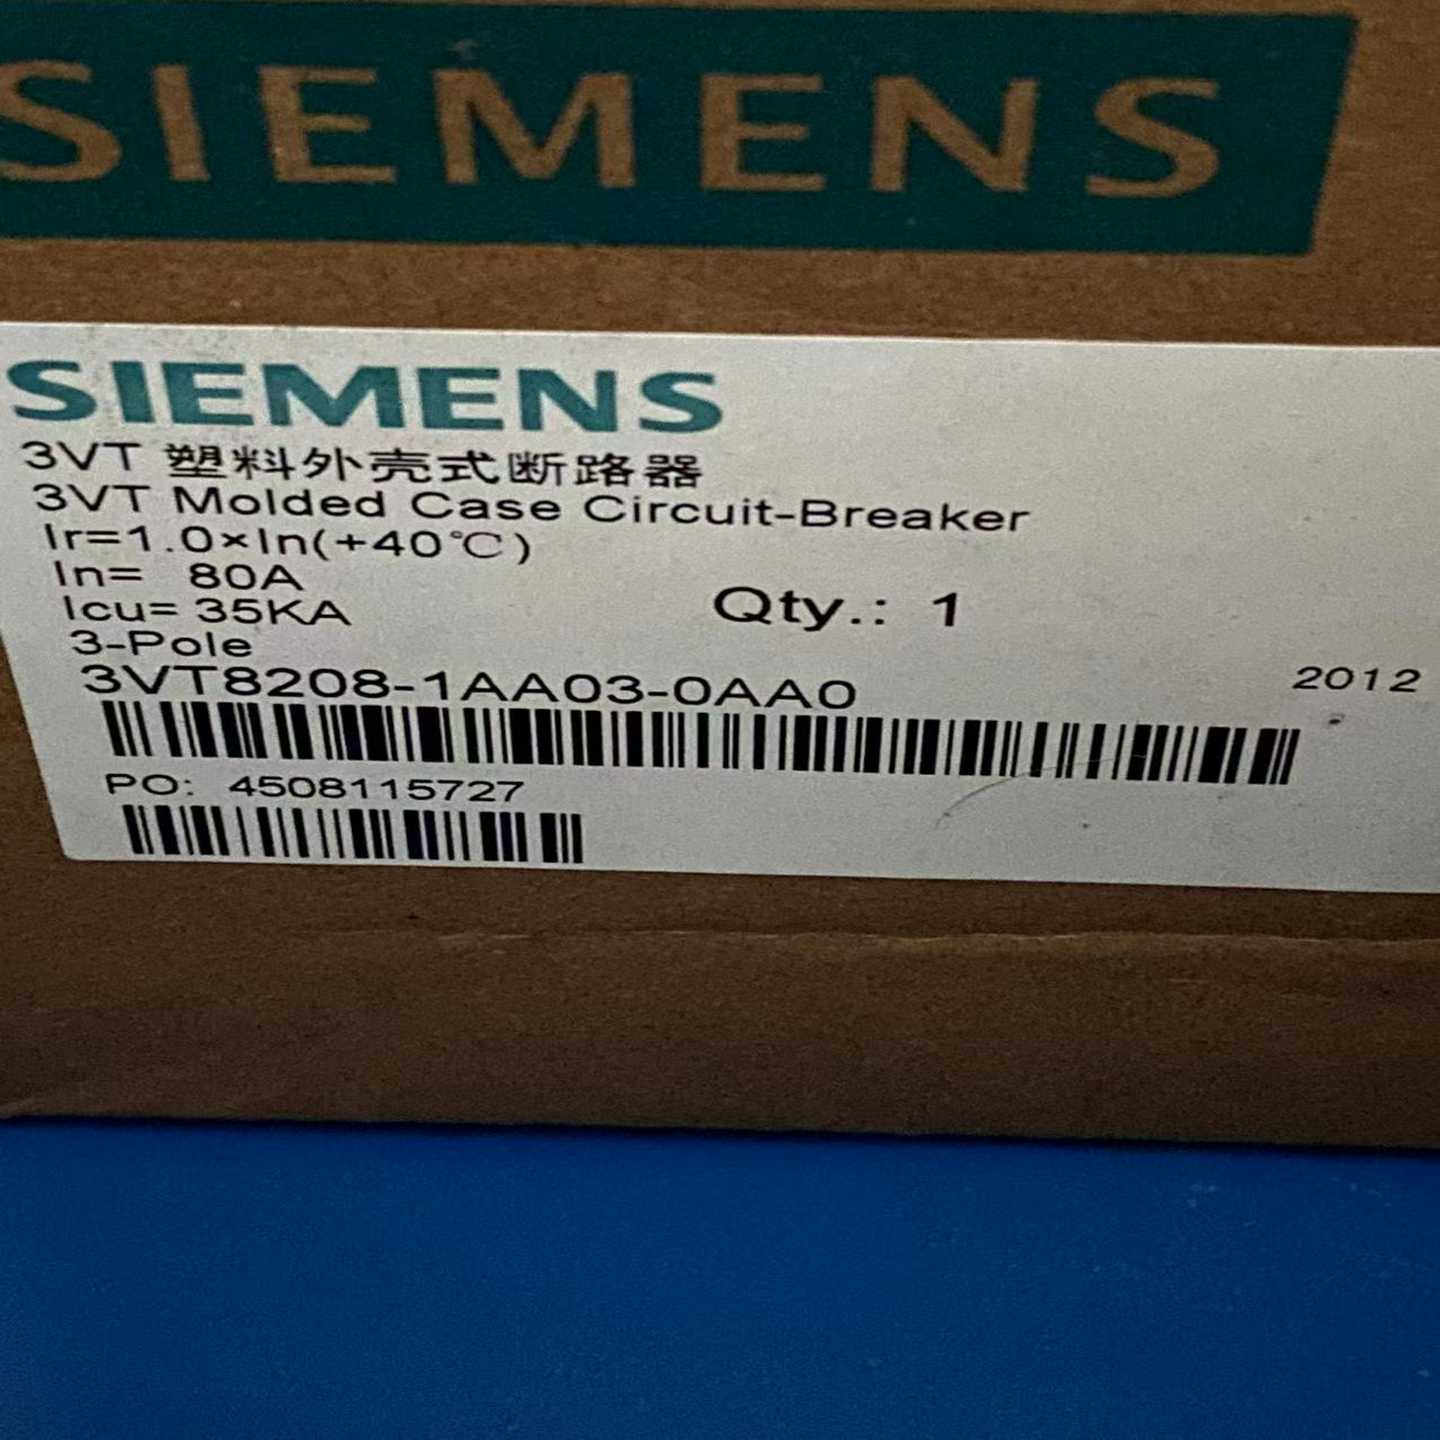 SIEMENS
SIEMENS
3VT 塑料外壳式断路器
3VT Molded Case Circuit-Breaker
Ir=1.0×In(+40℃)
In= 80A
Icu= 35KA
Qty.: 1
3-Pole
3VT8208-1AA03-0AA0
2012
PO: 4508115727